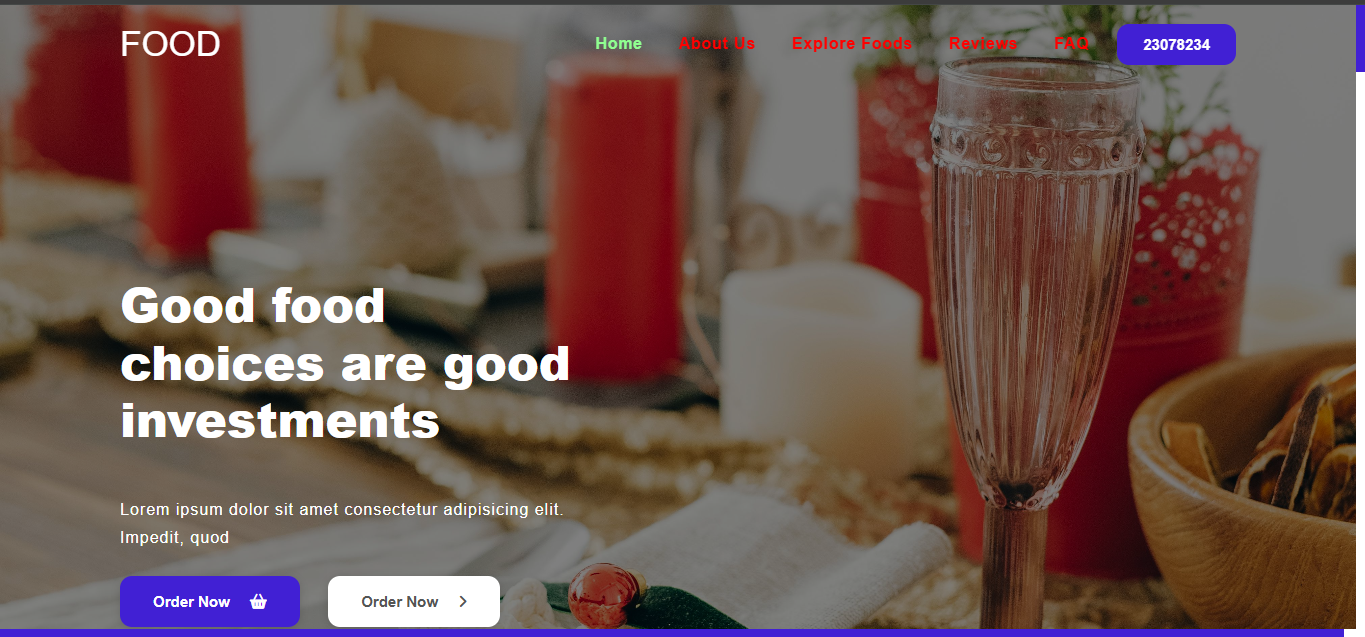 FOOD
Home About Us Explore Foods Reviews FAQ 23078234
Good food
choices are good
investments
Lorem ipsum dolor sit amet consectetur adipisicing elit.
Impedit, quod
Order Now Order Now